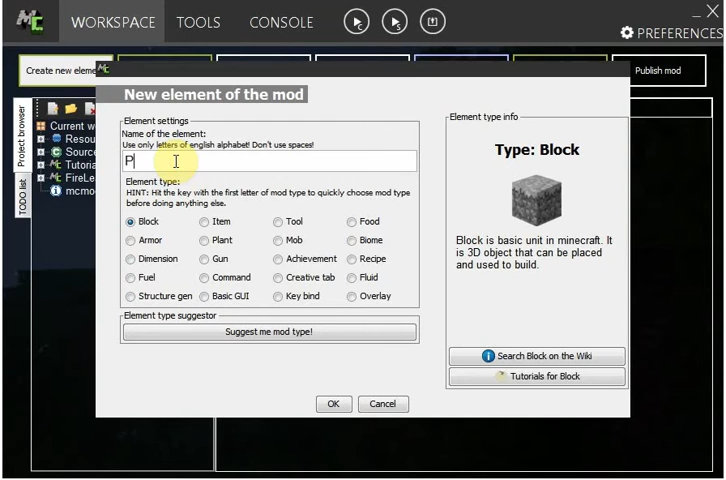 MC WORKSPACE TOOLS CONSOLE C S _ X
PREFERENCES
Create new eleme
Publish mod
New element of the mod
Project browser
TODO list
Current w
Resou
Source
Tutoria
FireLea
mcmo
Element settings
Name of the element:
Use only letters of english alphabet! Don't use spaces!
P
Element type:
HINT: Hit the key with the first letter of mod type to quickly choose mod type
before doing anything else.
Block Item Tool Food
Armor Plant Mob Biome
Dimension Gun Achievement Recipe
Fuel Command Creative tab Fluid
Structure gen Basic GUI Key bind Overlay
Element type suggestor
Suggest me mod type!
OK Cancel
Element type info
Type: Block
Block is basic unit in minecraft. It
is 3D object that can be placed
and used to build.
Search Block on the Wiki
Tutorials for Block